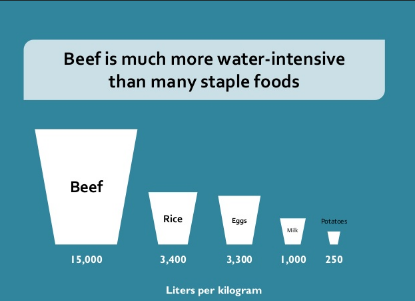 Beef is much more water-intensive
than many staple foods
Beef
Rice
Eggs
Milk
Potatoes
15,000
3,400
3,300
1,000
250
Liters per kilogram